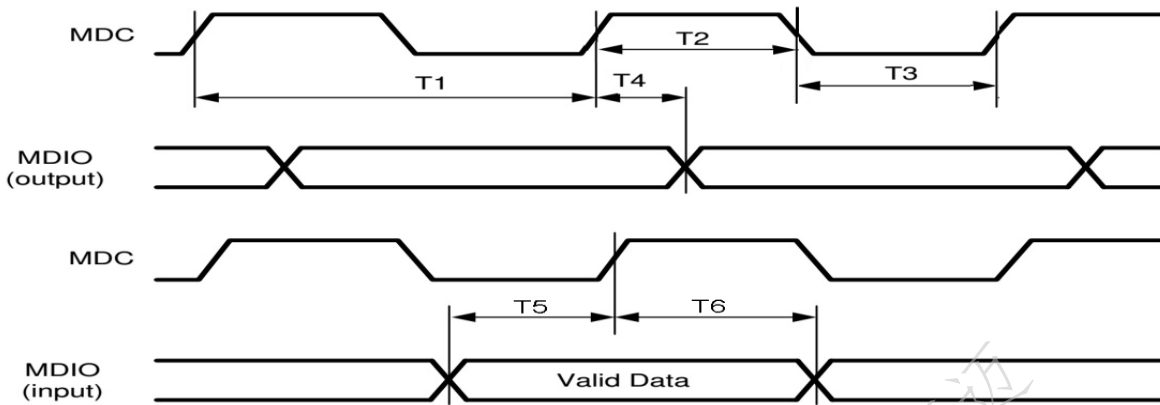 MDC
T1
T2
T3
T4
MDIO
(output)
MDC
T5
T6
MDIO
(input)
Valid Data